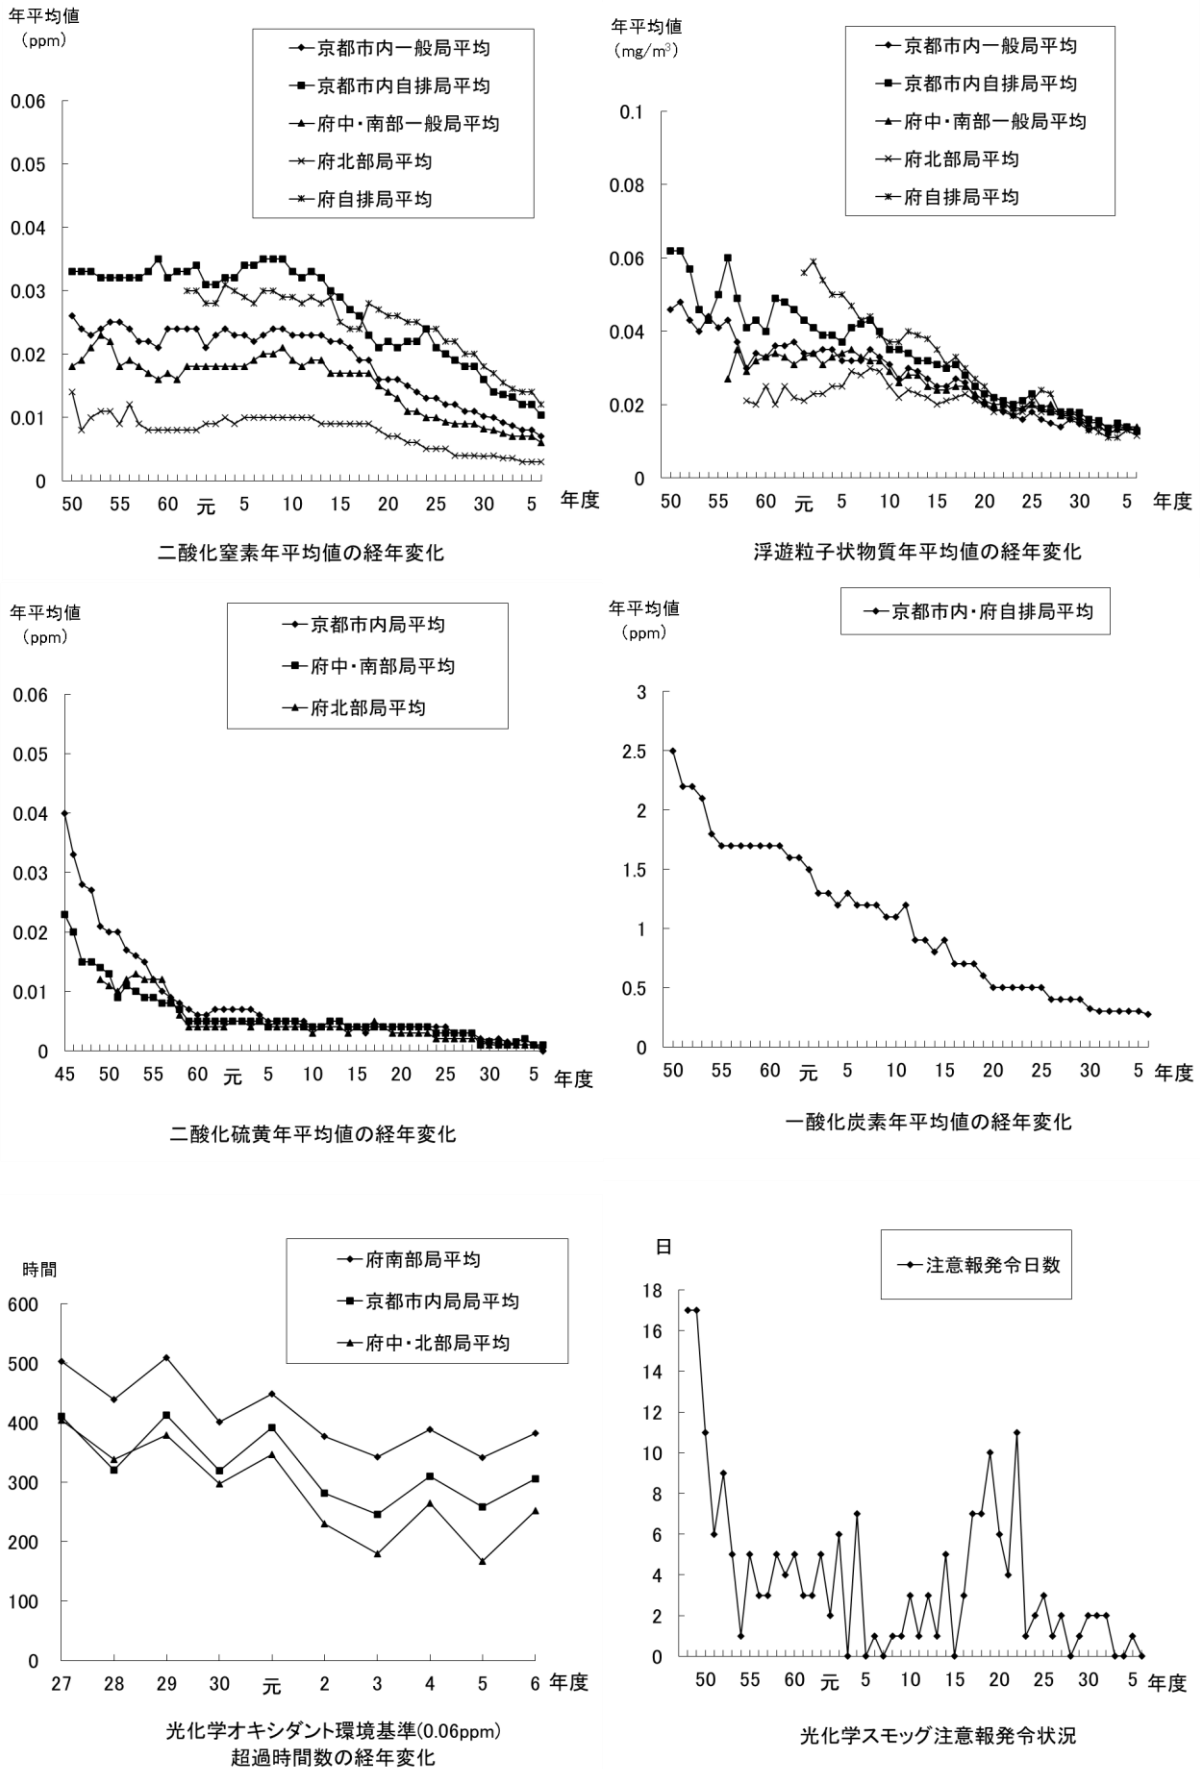 年平均値
（ppm）
京都市内一般局平均
京都市内自排局平均
府中・南部一般局平均
府北部局平均
府自排局平均
0.06
0.05
0.04
0.03
0.02
0.01
0
50 55 60 元 5 10 15 20 25 30 5 年度
二酸化窒素年平均値の経年変化
年平均値
（mg/m³）
京都市内一般局平均
京都市内自排局平均
府中・南部一般局平均
府北部局平均
府自排局平均
0.1
0.08
0.06
0.04
0.02
0
50 55 60 元 5 10 15 20 25 30 5 年度
浮遊粒子状物質年平均値の経年変化
年平均値
（ppm）
京都市内局平均
府中・南部局平均
府北部局平均
0.06
0.05
0.04
0.03
0.02
0.01
0
45 50 55 60 元 5 10 15 20 25 30 5 年度
二酸化硫黄年平均値の経年変化
年平均値
（ppm）
京都市内・府自排局平均
3
2.5
2
1.5
1
0.5
0
50 55 60 元 5 10 15 20 25 30 5 年度
一酸化炭素年平均値の経年変化
時間
府南部局平均
京都市内局局平均
府中・北部局平均
600
500
400
300
200
100
0
27 28 29 30 元 2 3 4 5 6 年度
光化学オキシダント環境基準(0.06ppm)
超過時間数の経年変化
日
注意報発令日数
18
16
14
12
10
8
6
4
2
0
50 55 60 元 5 10 15 20 25 30 5 年度
光化学スモッグ注意報発令状況